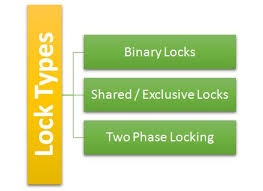 Lock Types
Binary Locks
Shared / Exclusive Locks
Two Phase Locking